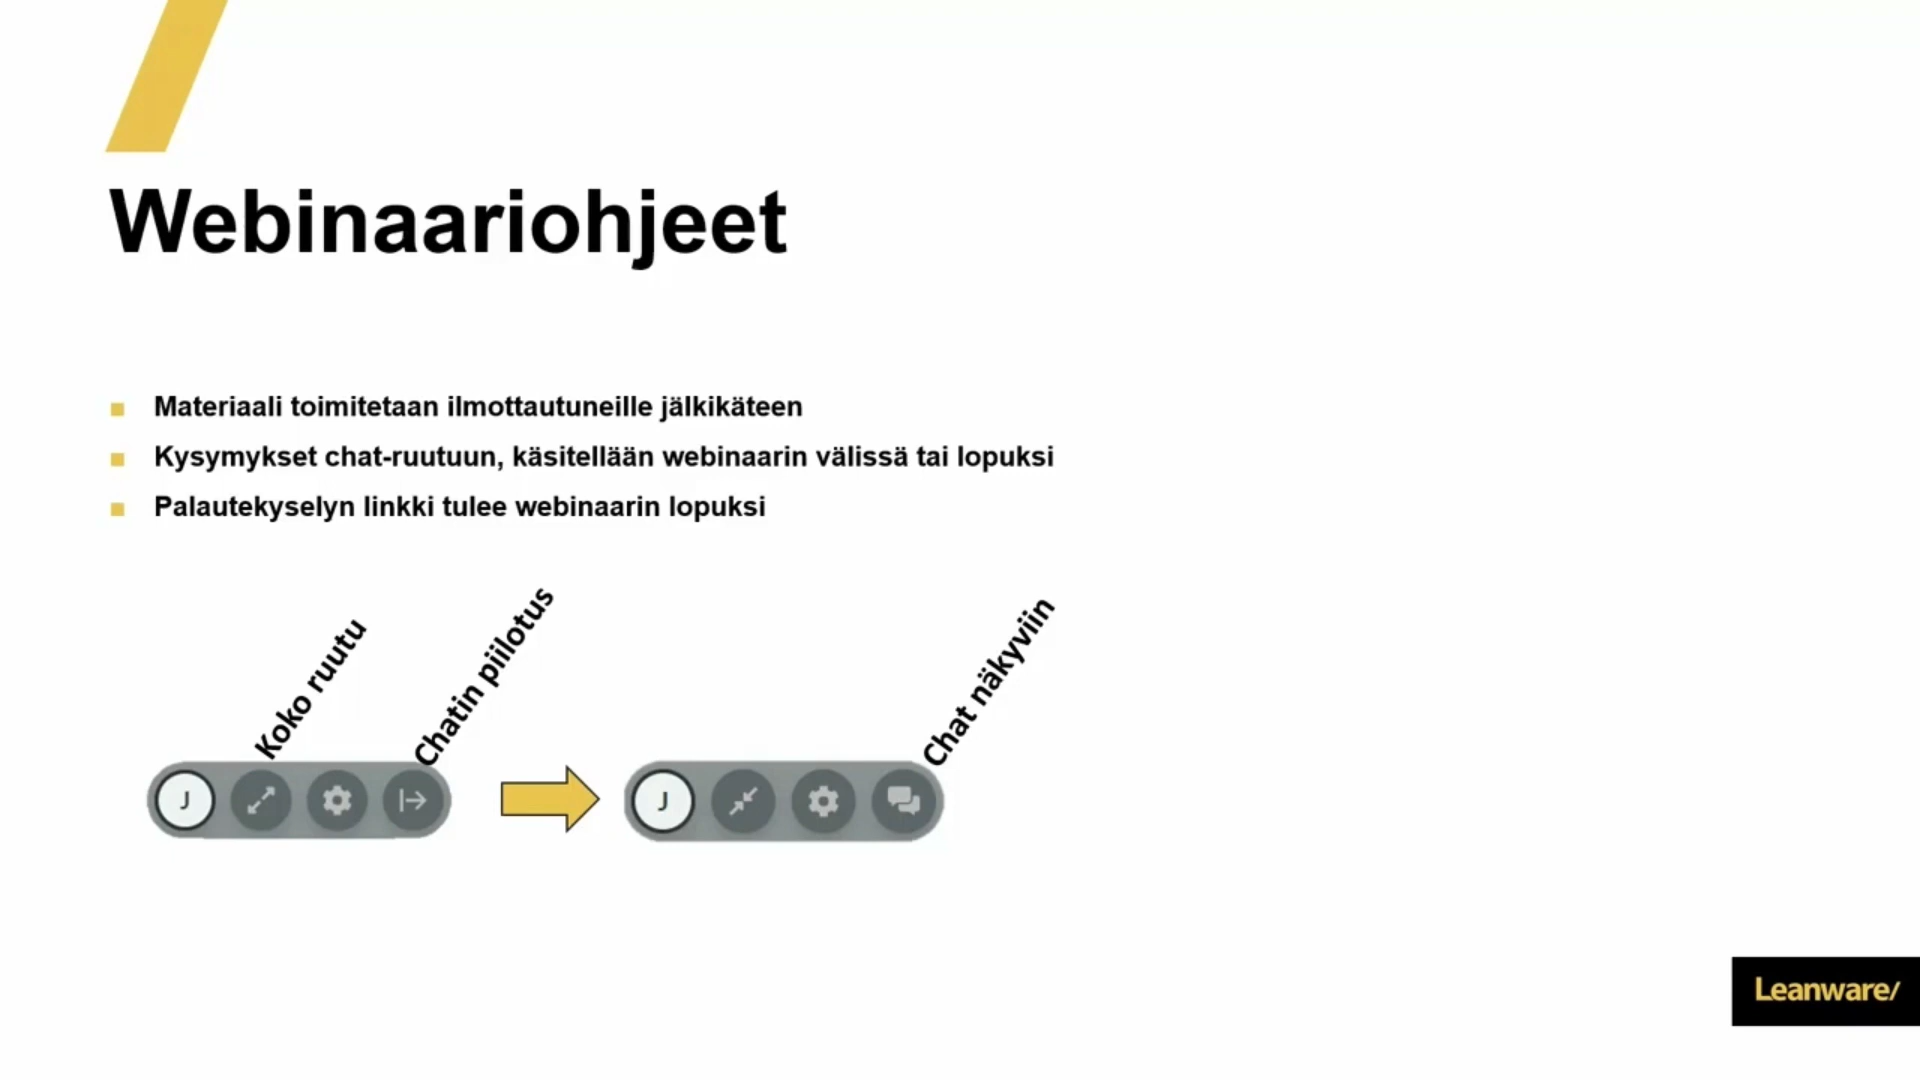 Webinaariohjeet
Materiaali toimitetaan ilmottautuneille jälkikäteen
Kysymykset chat-ruutuun, käsitellään webinaarin välissä tai lopuksi
Palautekyselyn linkki tulee webinaarin lopuksi
Koko ruutu
Chatin piilotus
Chat näkyviin
J
J
Leanware/